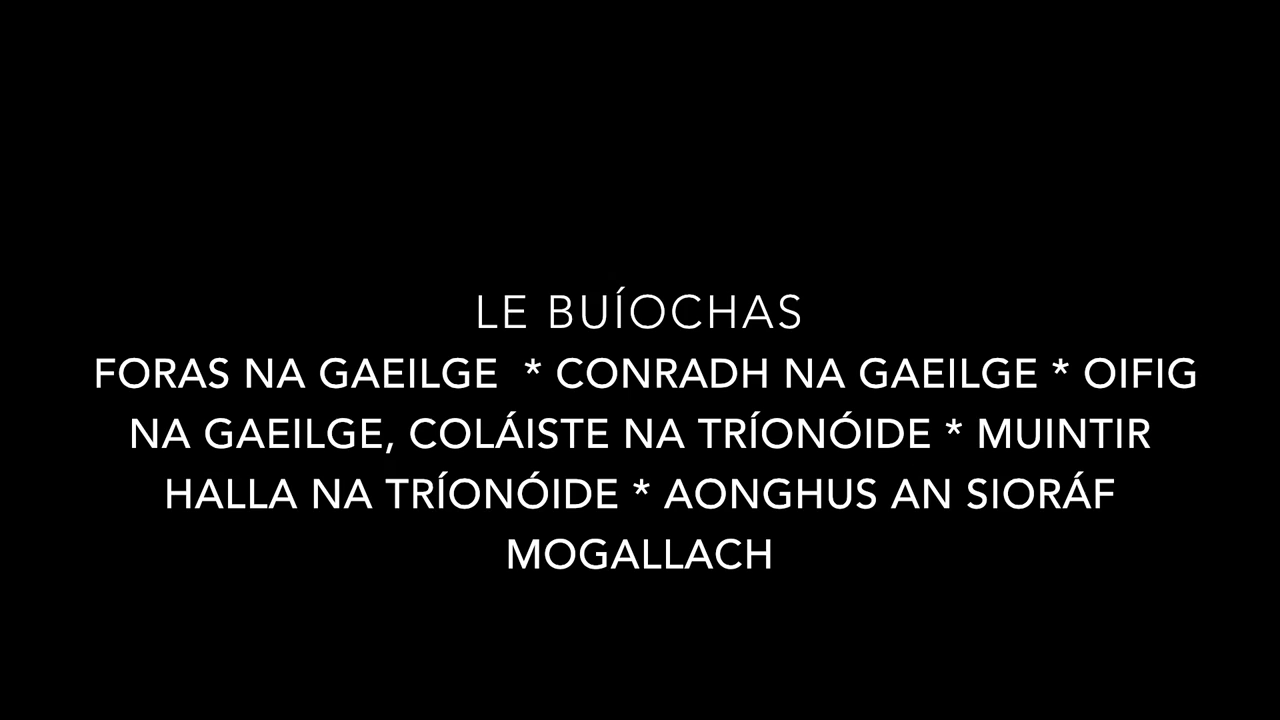 LE BUÍOCHAS
FORAS NA GAEILGE * CONRADH NA GAEILGE * OIFIG
NA GAEILGE, COLÁISTE NA TRÍONÓIDE * MUINTIR
HALLA NA TRÍONÓIDE * AONGHUS AN SIORÁF
MOGALLACH